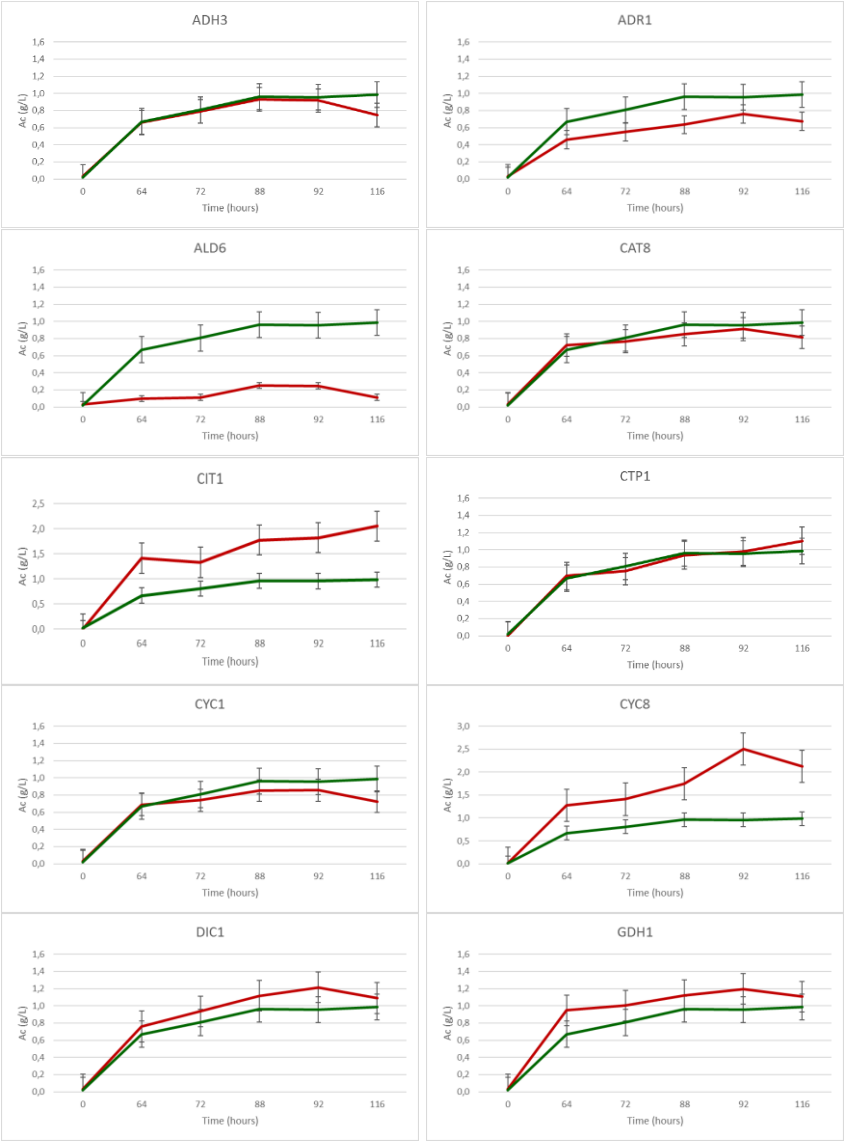 ADH3
1,6
1,4
1,2
1,0
0,8
0,6
0,4
0,2
0,0
Ac (g/L)
0 64 72 88 92 116
Time (hours)
ADR1
1,6
1,4
1,2
1,0
0,8
0,6
0,4
0,2
0,0
Ac (g/L)
0 64 72 88 92 116
Time (hours)
ALD6
1,6
1,4
1,2
1,0
0,8
0,6
0,4
0,2
0,0
Ac (g/L)
0 64 72 88 92 116
Time (hours)
CAT8
1,6
1,4
1,2
1,0
0,8
0,6
0,4
0,2
0,0
Ac (g/L)
0 64 72 88 92 116
Time (hours)
CIT1
2,5
2,0
1,5
1,0
0,5
0,0
Ac (g/L)
0 64 72 88 92 116
Time (hours)
CTP1
1,6
1,4
1,2
1,0
0,8
0,6
0,4
0,2
0,0
Ac (g/L)
0 64 72 88 92 116
Time (hours)
CYC1
1,6
1,4
1,2
1,0
0,8
0,6
0,4
0,2
0,0
Ac (g/L)
0 64 72 88 92 116
Time (hours)
CYC8
3,0
2,5
2,0
1,5
1,0
0,5
0,0
Ac (g/L)
0 64 72 88 92 116
Time (hours)
DIC1
1,6
1,4
1,2
1,0
0,8
0,6
0,4
0,2
0,0
Ac (g/L)
0 64 72 88 92 116
Time (hours)
GDH1
1,6
1,4
1,2
1,0
0,8
0,6
0,4
0,2
0,0
Ac (g/L)
0 64 72 88 92 116
Time (hours)